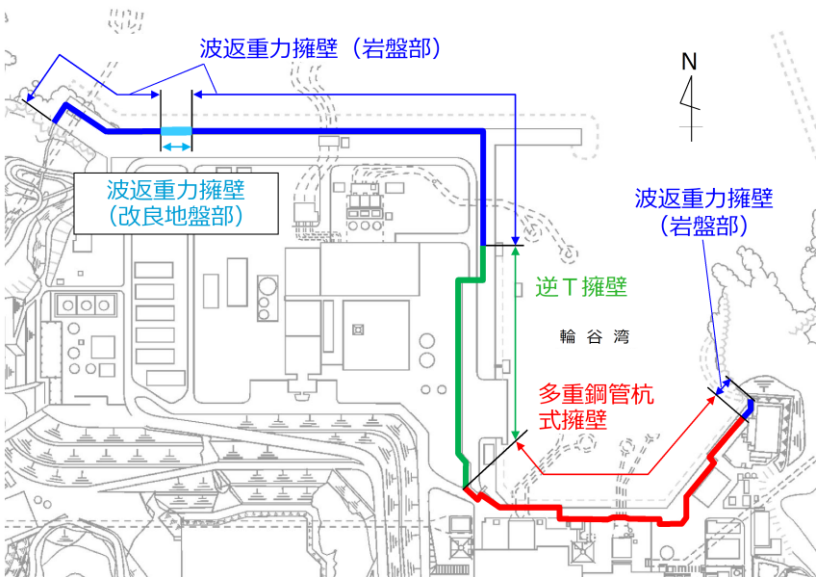 波返重力擁壁（岩盤部）
N
波返重力擁壁
（改良地盤部）
波返重力擁壁
（岩盤部）
逆Ｔ擁壁
輪谷湾
多重鋼管杭
式擁壁